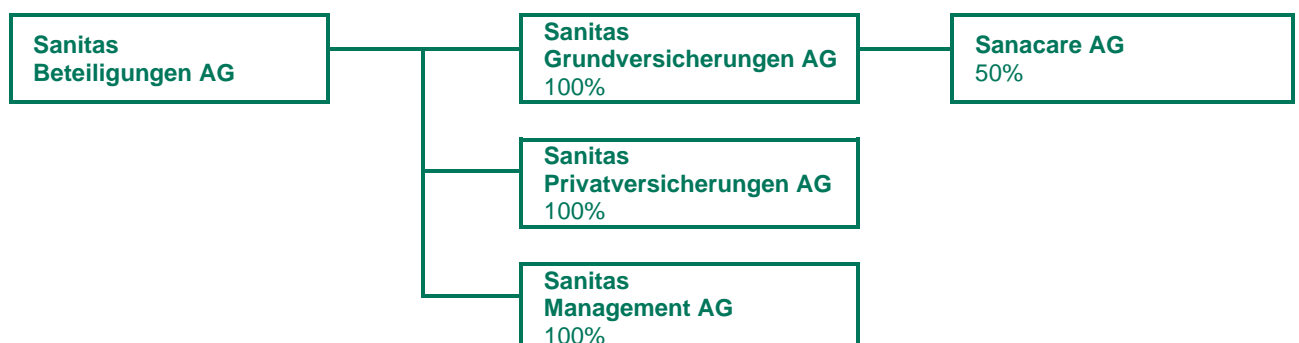 Sanitas
Beteiligungen AG
Sanitas
Grundversicherungen AG
100%
Sanacare AG
50%
Sanitas
Privatversicherungen AG
100%
Sanitas
Management AG
100%